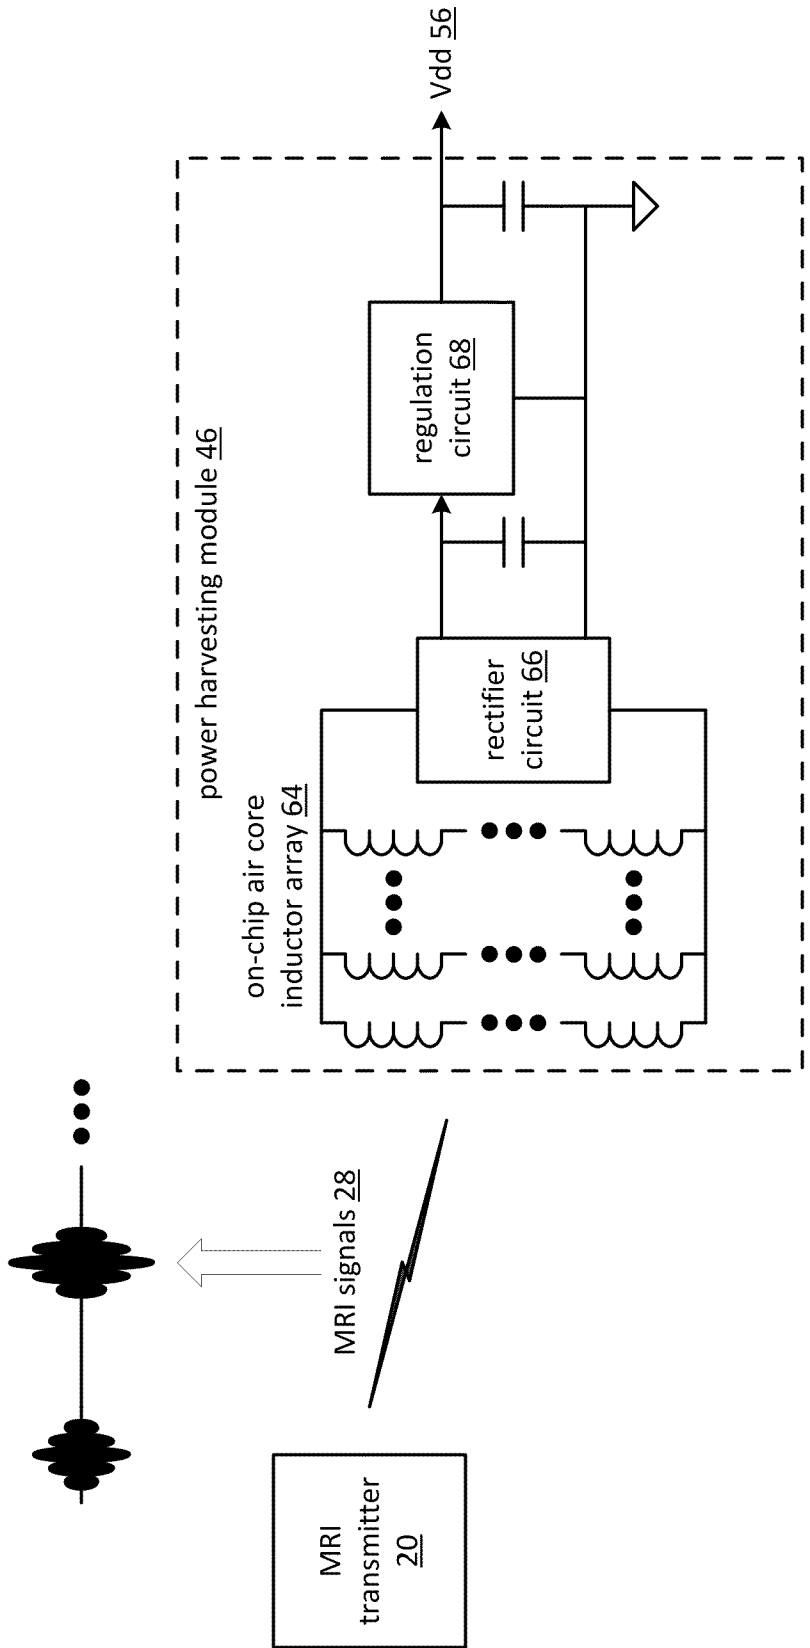 power harvesting module 46
on-chip air core
inductor array 64
rectifier
circuit 66
regulation
circuit 68
Vdd 56
MRI signals 28
MRI
transmitter
20